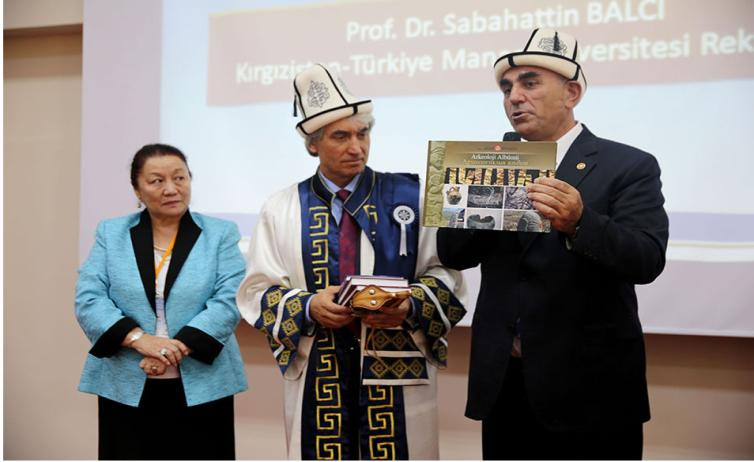 Prof. Dr. Sabahattin BALCI
Kırgızistan-Türkiye Manas Üniversitesi Rek
Arkeoloji Albümü